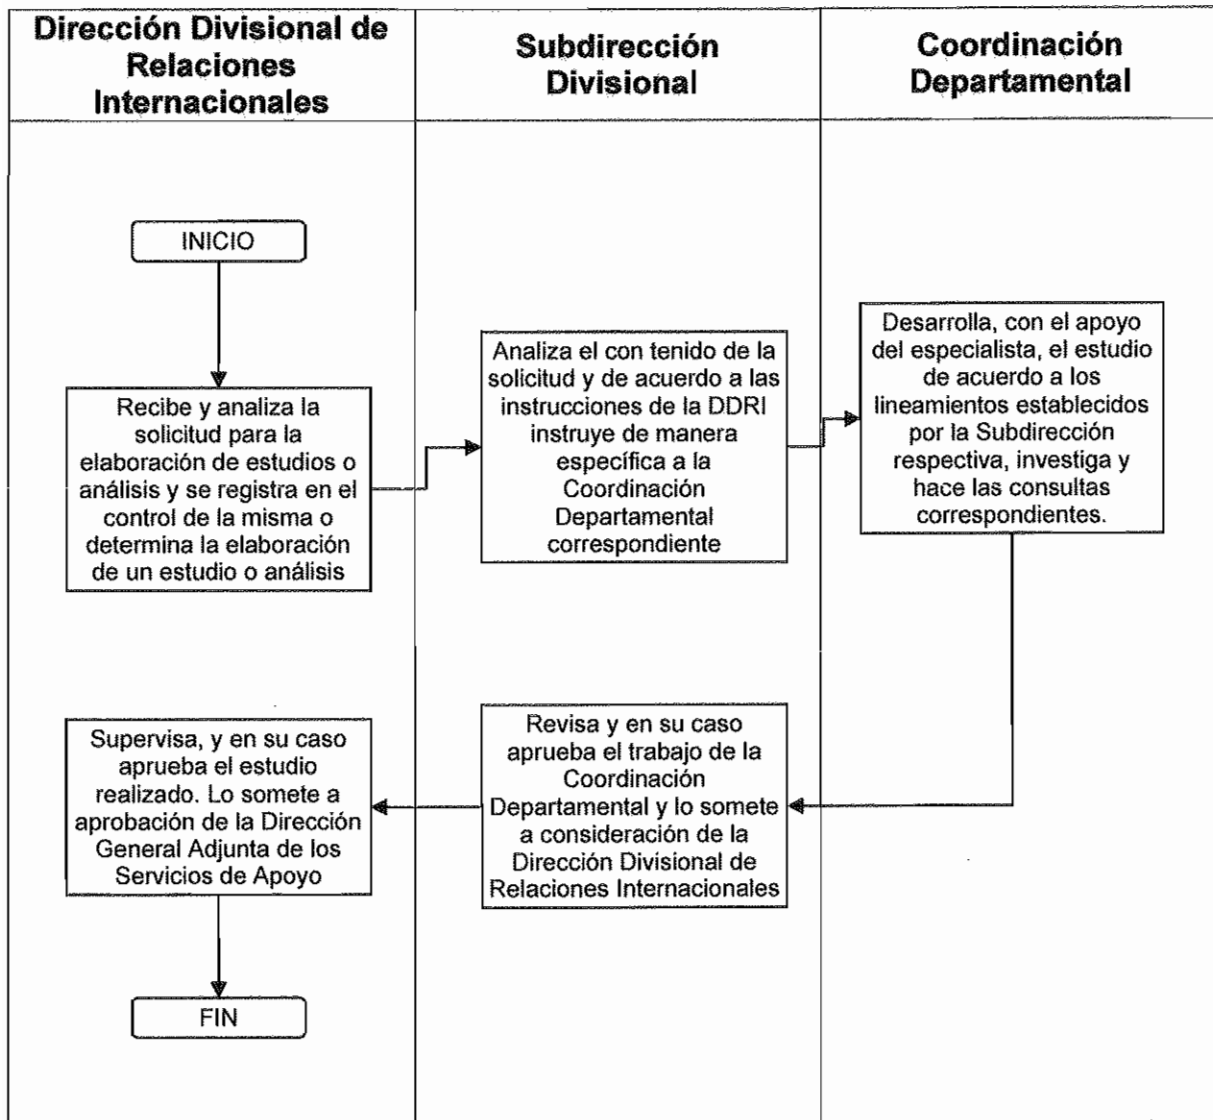 Dirección Divisional de
Relaciones
Internacionales
Subdirección
Divisional
Coordinación
Departamental
INICIO
Recibe y analiza la
solicitud para la
elaboración de estudios o
análisis y se registra en el
control de la misma o
determina la elaboración
de un estudio o análisis
Analiza el con tenido de la
solicitud y de acuerdo a las
instrucciones de la DDRI
instruye de manera
específica a la
Coordinación
Departamental
correspondiente
Desarrolla, con el apoyo
del especialista, el estudio
de acuerdo a los
lineamientos establecidos
por la Subdirección
respectiva, investiga y
hace las consultas
correspondientes.
Revisa y en su caso
aprueba el trabajo de la
Coordinación
Departamental y lo somete
a consideración de la
Dirección Divisional de
Relaciones Internacionales
Supervisa, y en su caso
aprueba el estudio
realizado. Lo somete a
aprobación de la Dirección
General Adjunta de los
Servicios de Apoyo
FIN